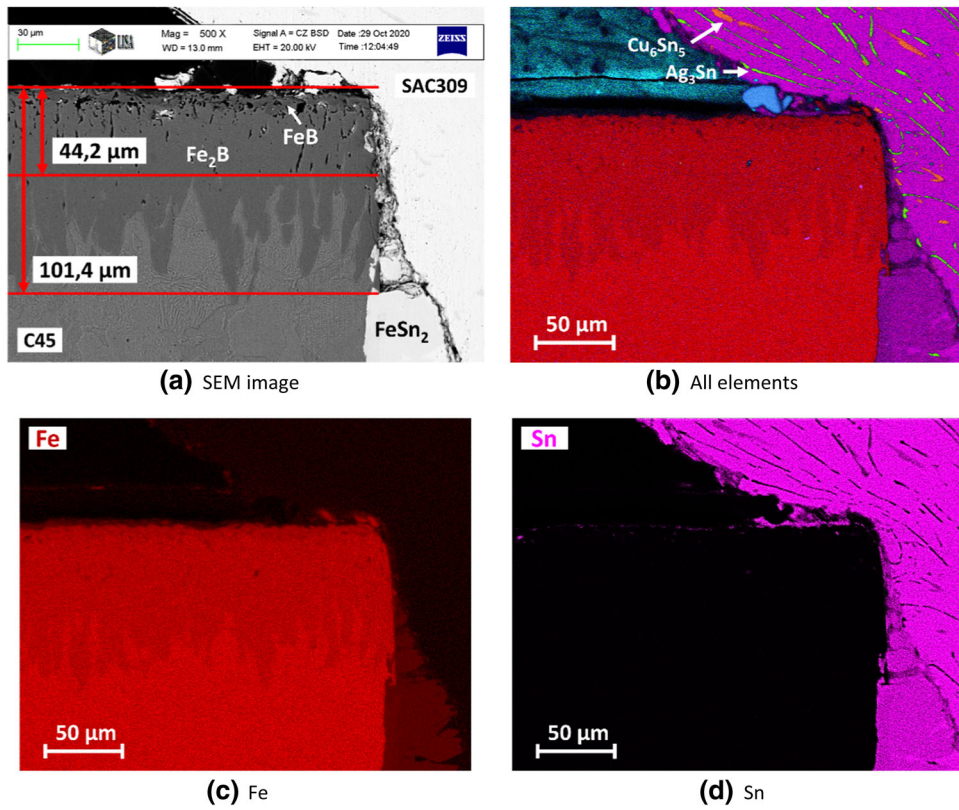 30 µm
LISA
Mag = 500 X
WD = 13.0 mm
Signal A = CZ BSD
EHT = 20.00 kV
Date :29 Oct 2020
Time :12:04:49
ZEISS
SAC309
FeB
44,2 µm
Fe₂B
101,4 µm
FeSn₂
C45
(a) SEM image
Cu₆Sn₅
Ag₃Sn
50 µm
(b) All elements
Fe
50 µm
(c) Fe
Sn
50 µm
(d) Sn